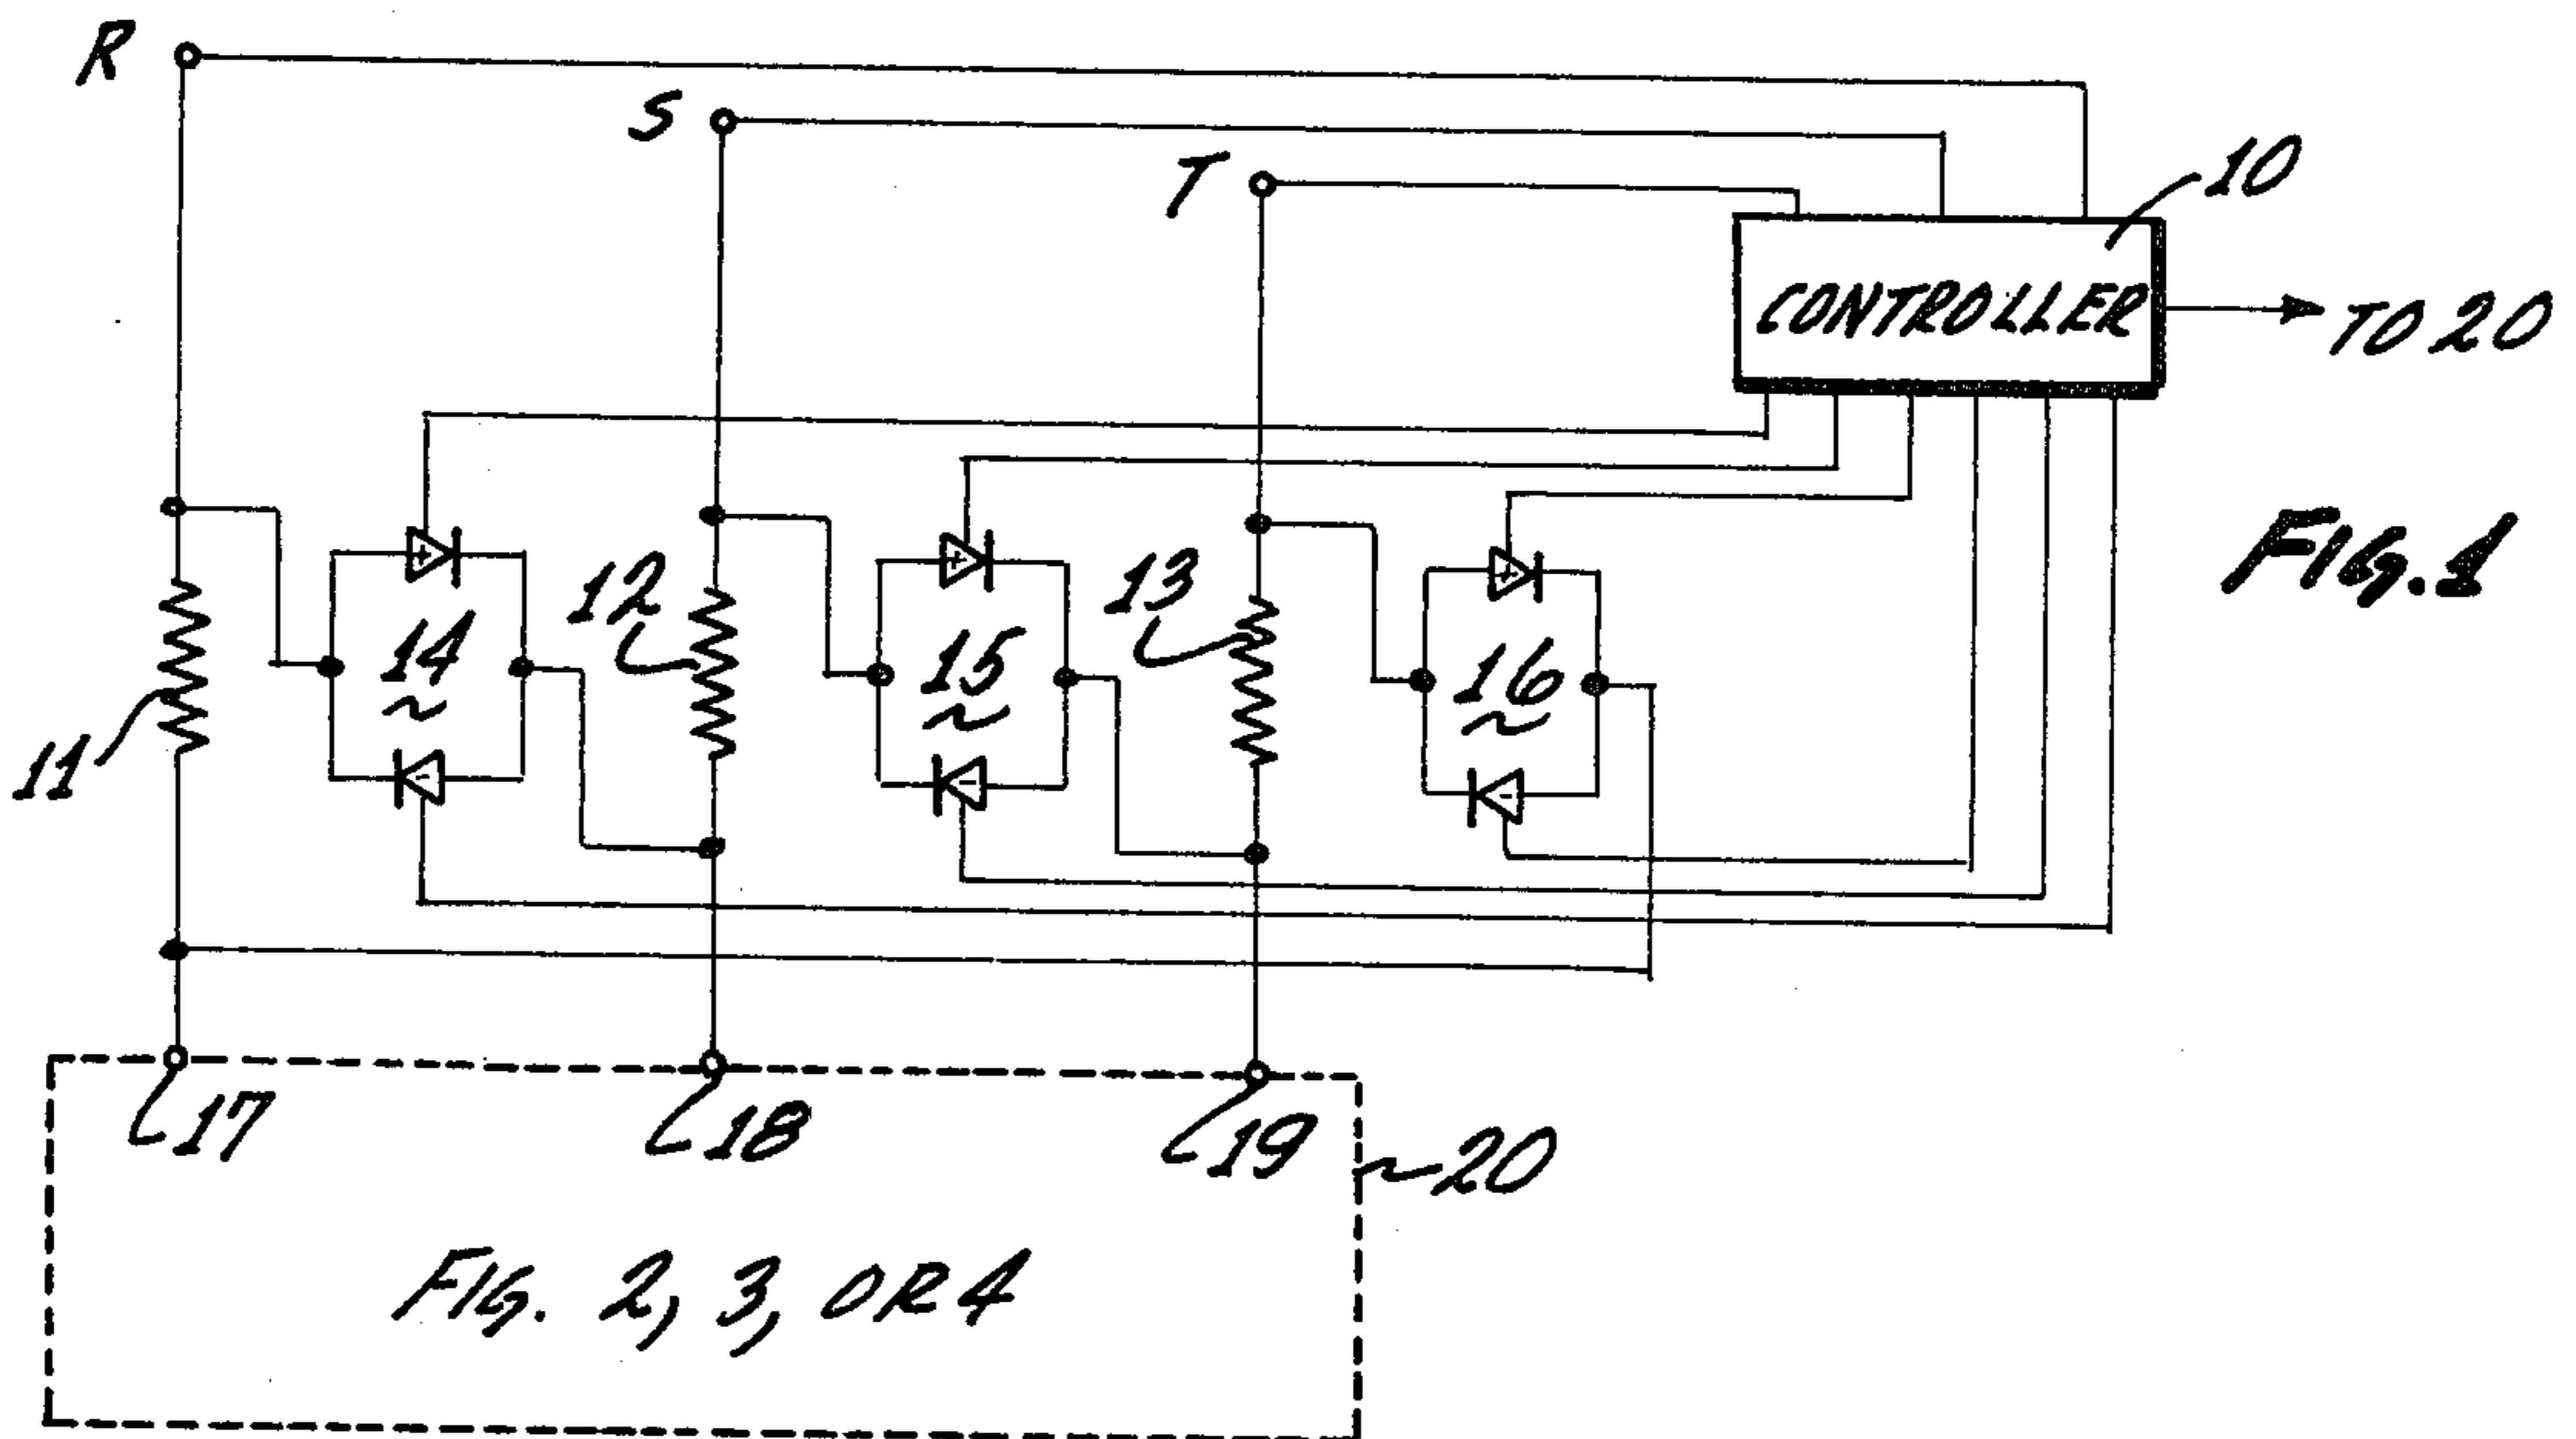 R
S
T
10
CONTROLLER
TO 20
FIG. 1
+
+
+
12
13
14
15
16
11
-
-
-
17
18
19
20
FIG. 2, 3, OR 4